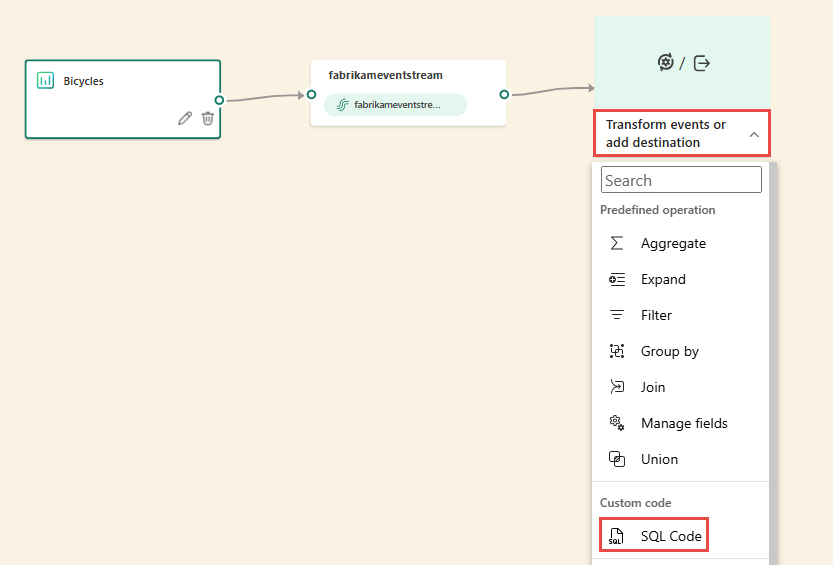 Bicycles
fabrikameventstream
fabrikameventstre...
/
Transform events or
add destination
Search
Predefined operation
Aggregate
Expand
Filter
Group by
Join
Manage fields
Union
Custom code
SQL
SQL Code